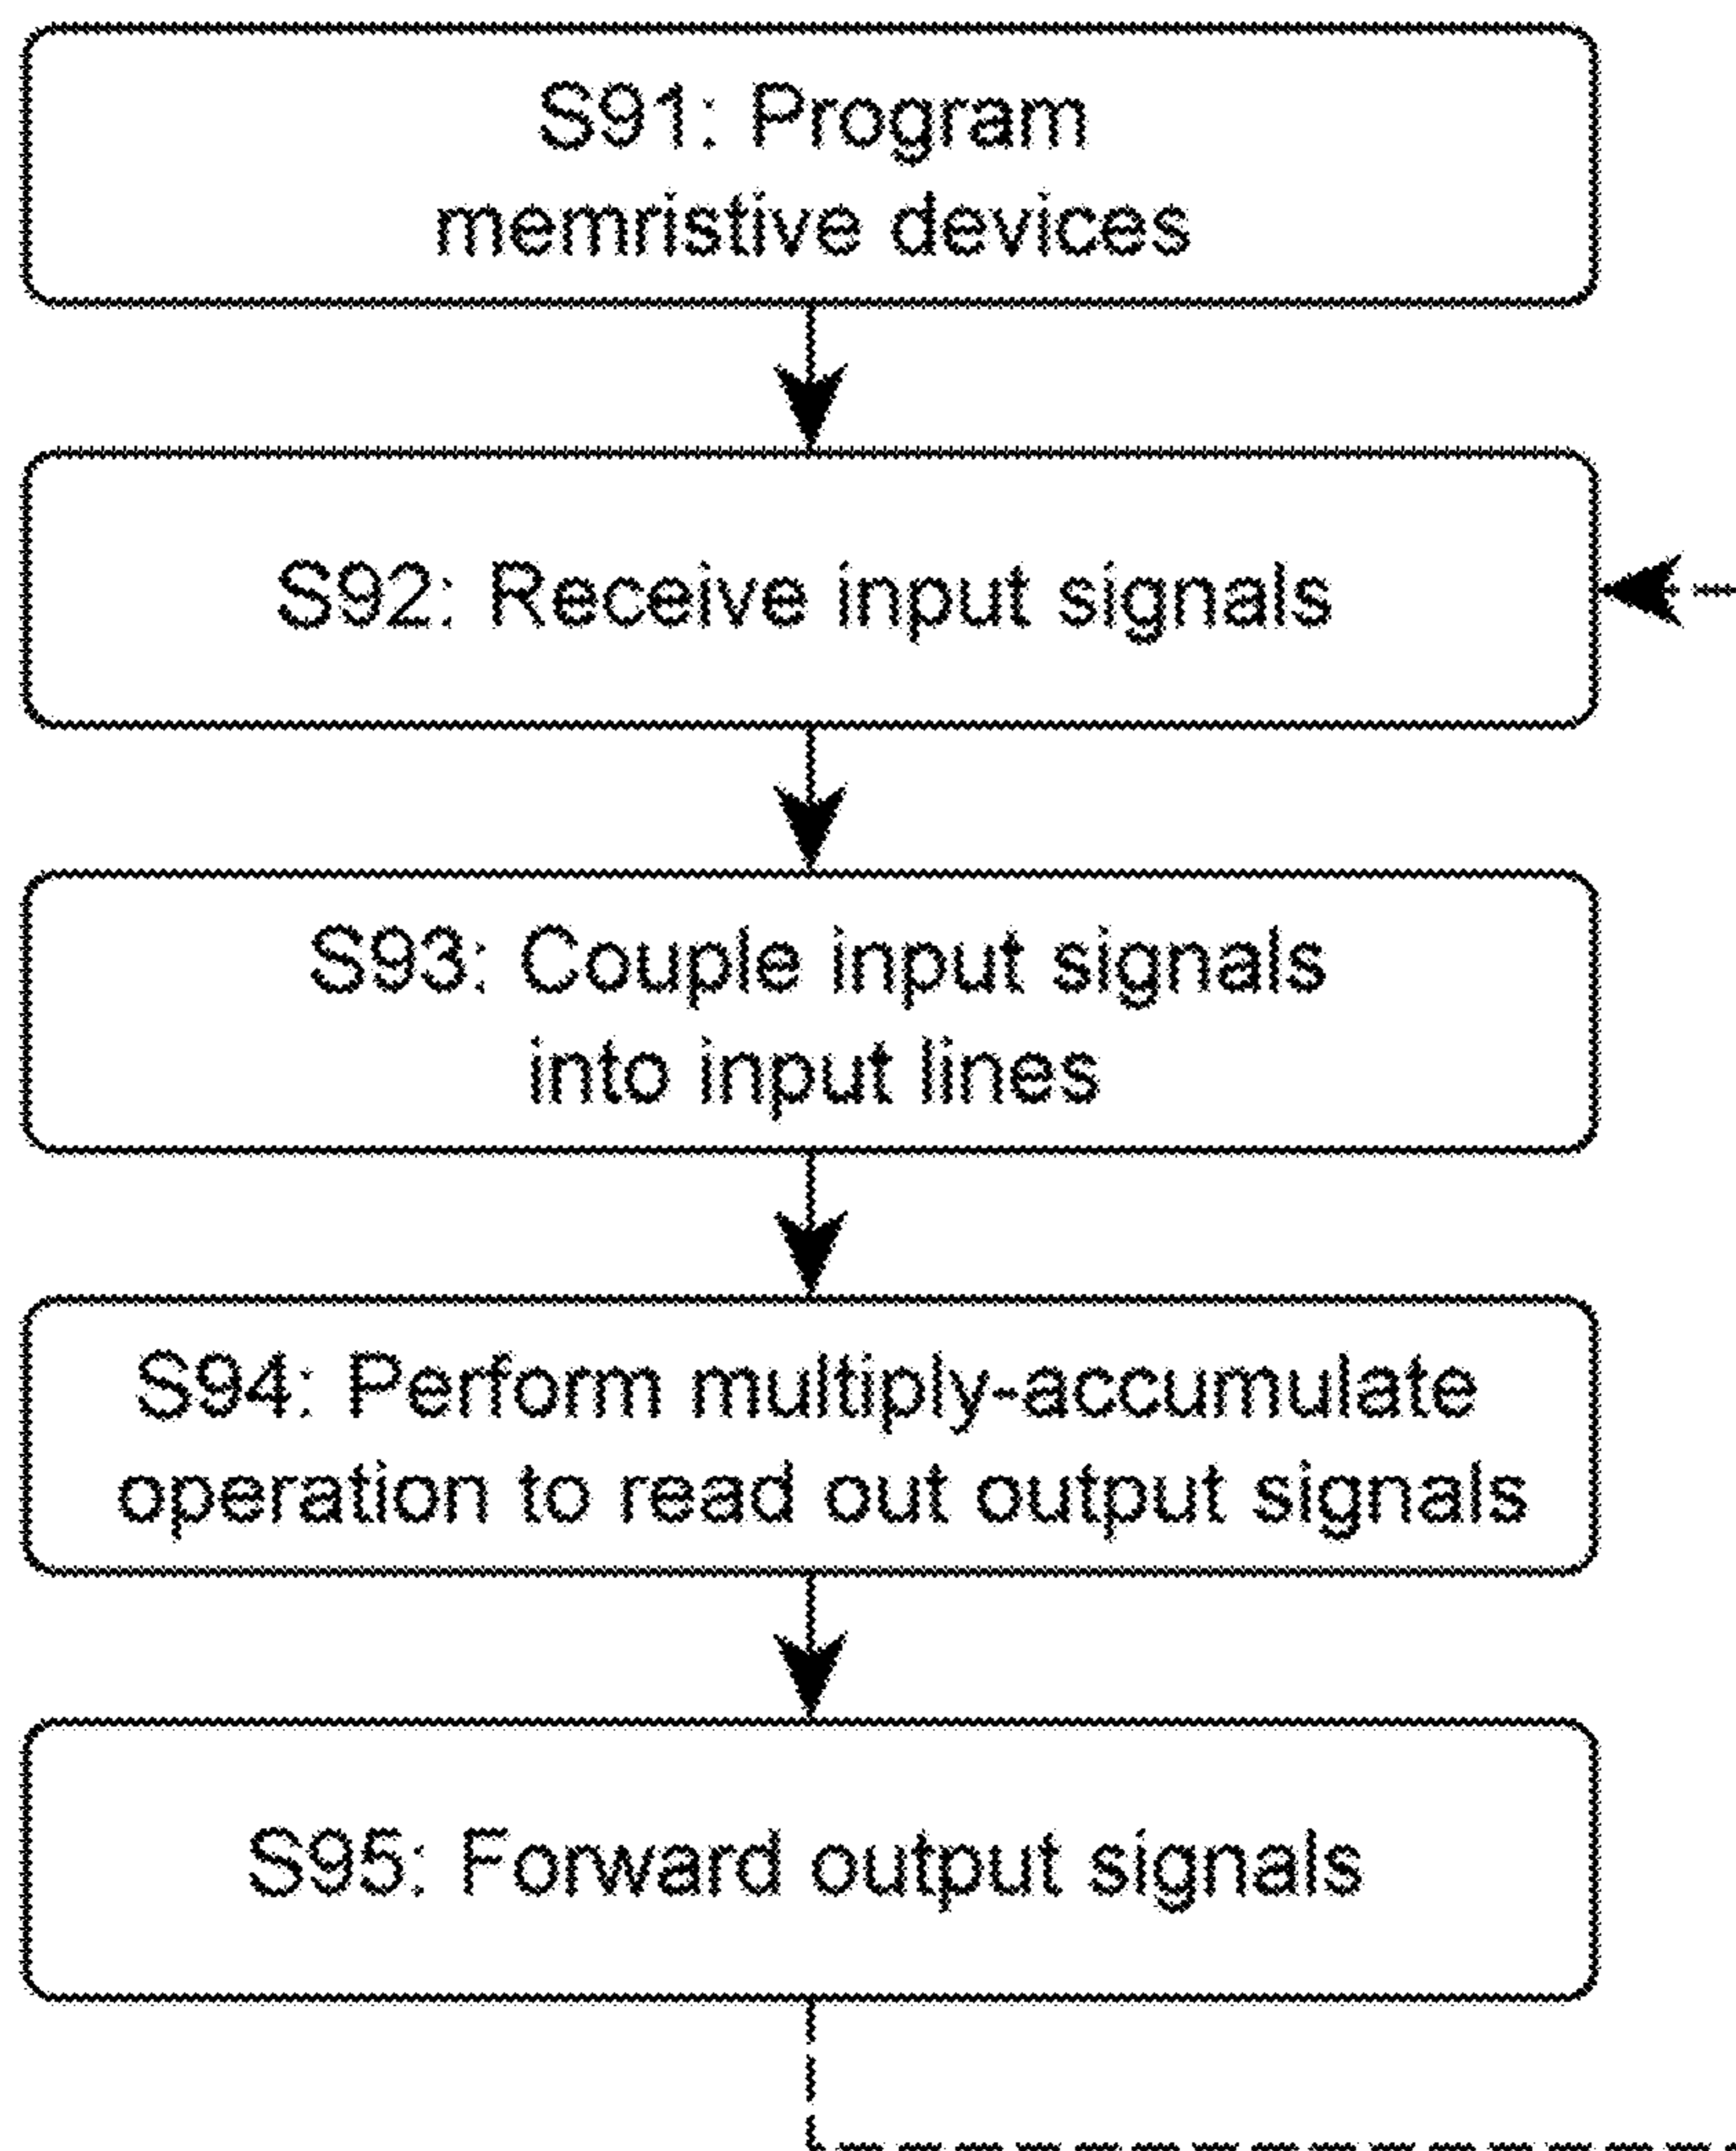 S91: Program
memristive devices
S92: Receive input signals
S93: Couple input signals
into input lines
S94: Perform multiply-accumulate
operation to read out output signals
S95: Forward output signals